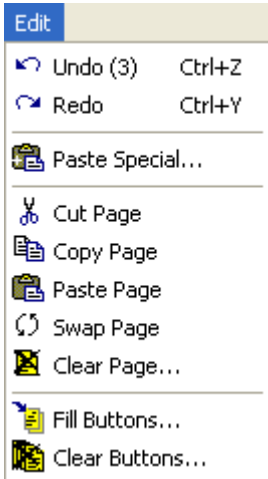 Edit
Undo (3) Ctrl+Z
Redo Ctrl+Y
Paste Special...
Cut Page
Copy Page
Paste Page
Swap Page
Clear Page...
Fill Buttons...
Clear Buttons...